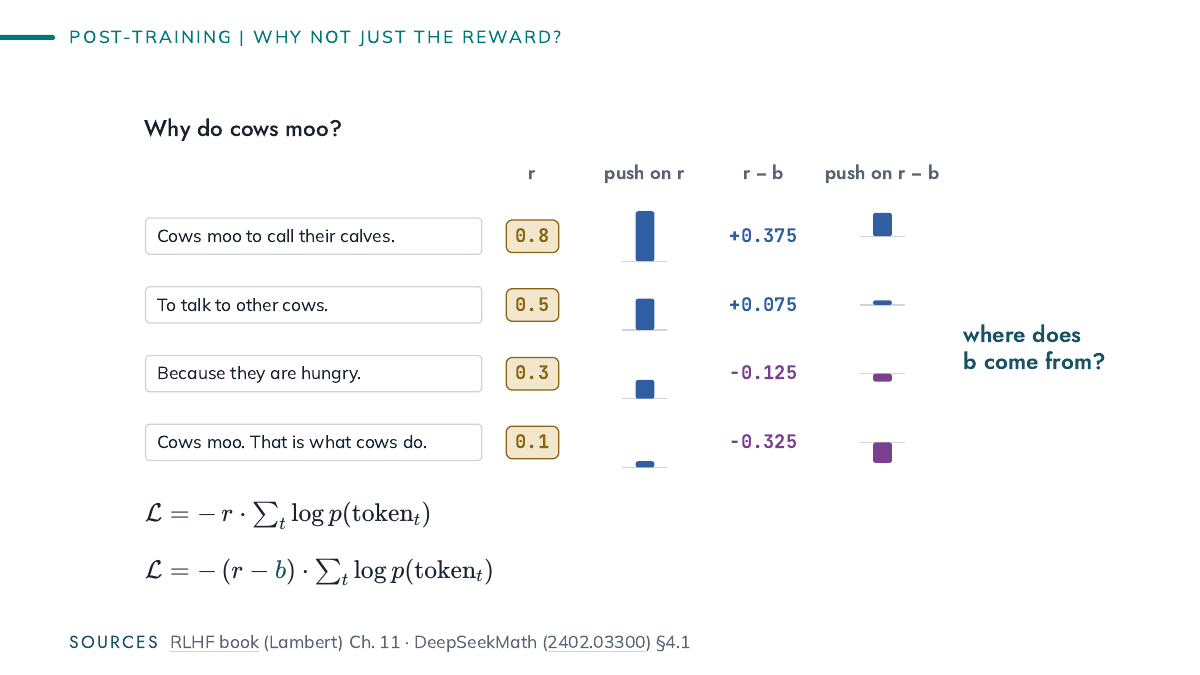 POST-TRAINING | WHY NOT JUST THE REWARD?
Why do cows moo?
r push on r r – b push on r – b
Cows moo to call their calves. 0.8 +0.375
To talk to other cows. 0.5 +0.075
Because they are hungry. 0.3 -0.125
Cows moo. That is what cows do. 0.1 -0.325
where does
b come from?
ℒ = − r · ∑ₜ log p(tokenₜ)
ℒ = − (r − b) · ∑ₜ log p(tokenₜ)
SOURCES RLHF book (Lambert) Ch. 11 · DeepSeekMath (2402.03300) §4.1